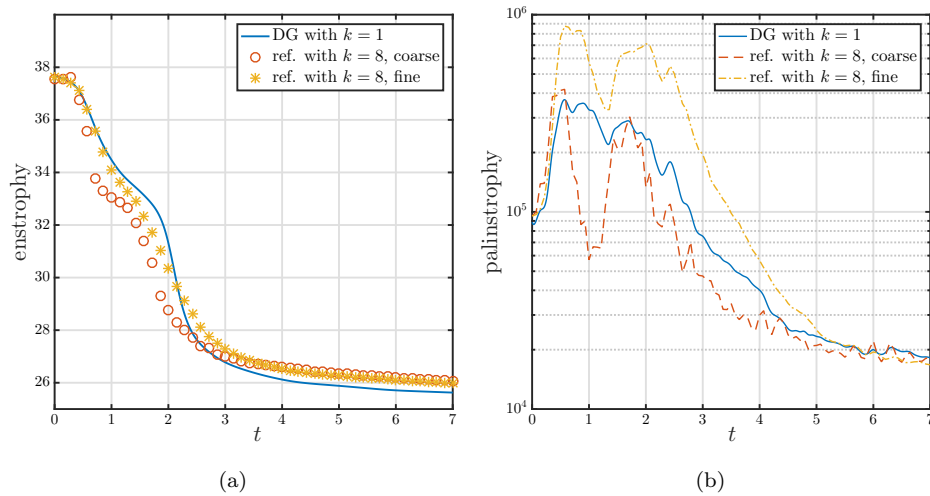 DG with k = 1
ref. with k = 8, coarse
ref. with k = 8, fine
enstrophy
38
36
34
32
30
28
26
0 1 2 3 4 5 6 7
t
(a)
DG with k = 1
ref. with k = 8, coarse
ref. with k = 8, fine
palinstrophy
10^6
10^5
10^4
0 1 2 3 4 5 6 7
t
(b)